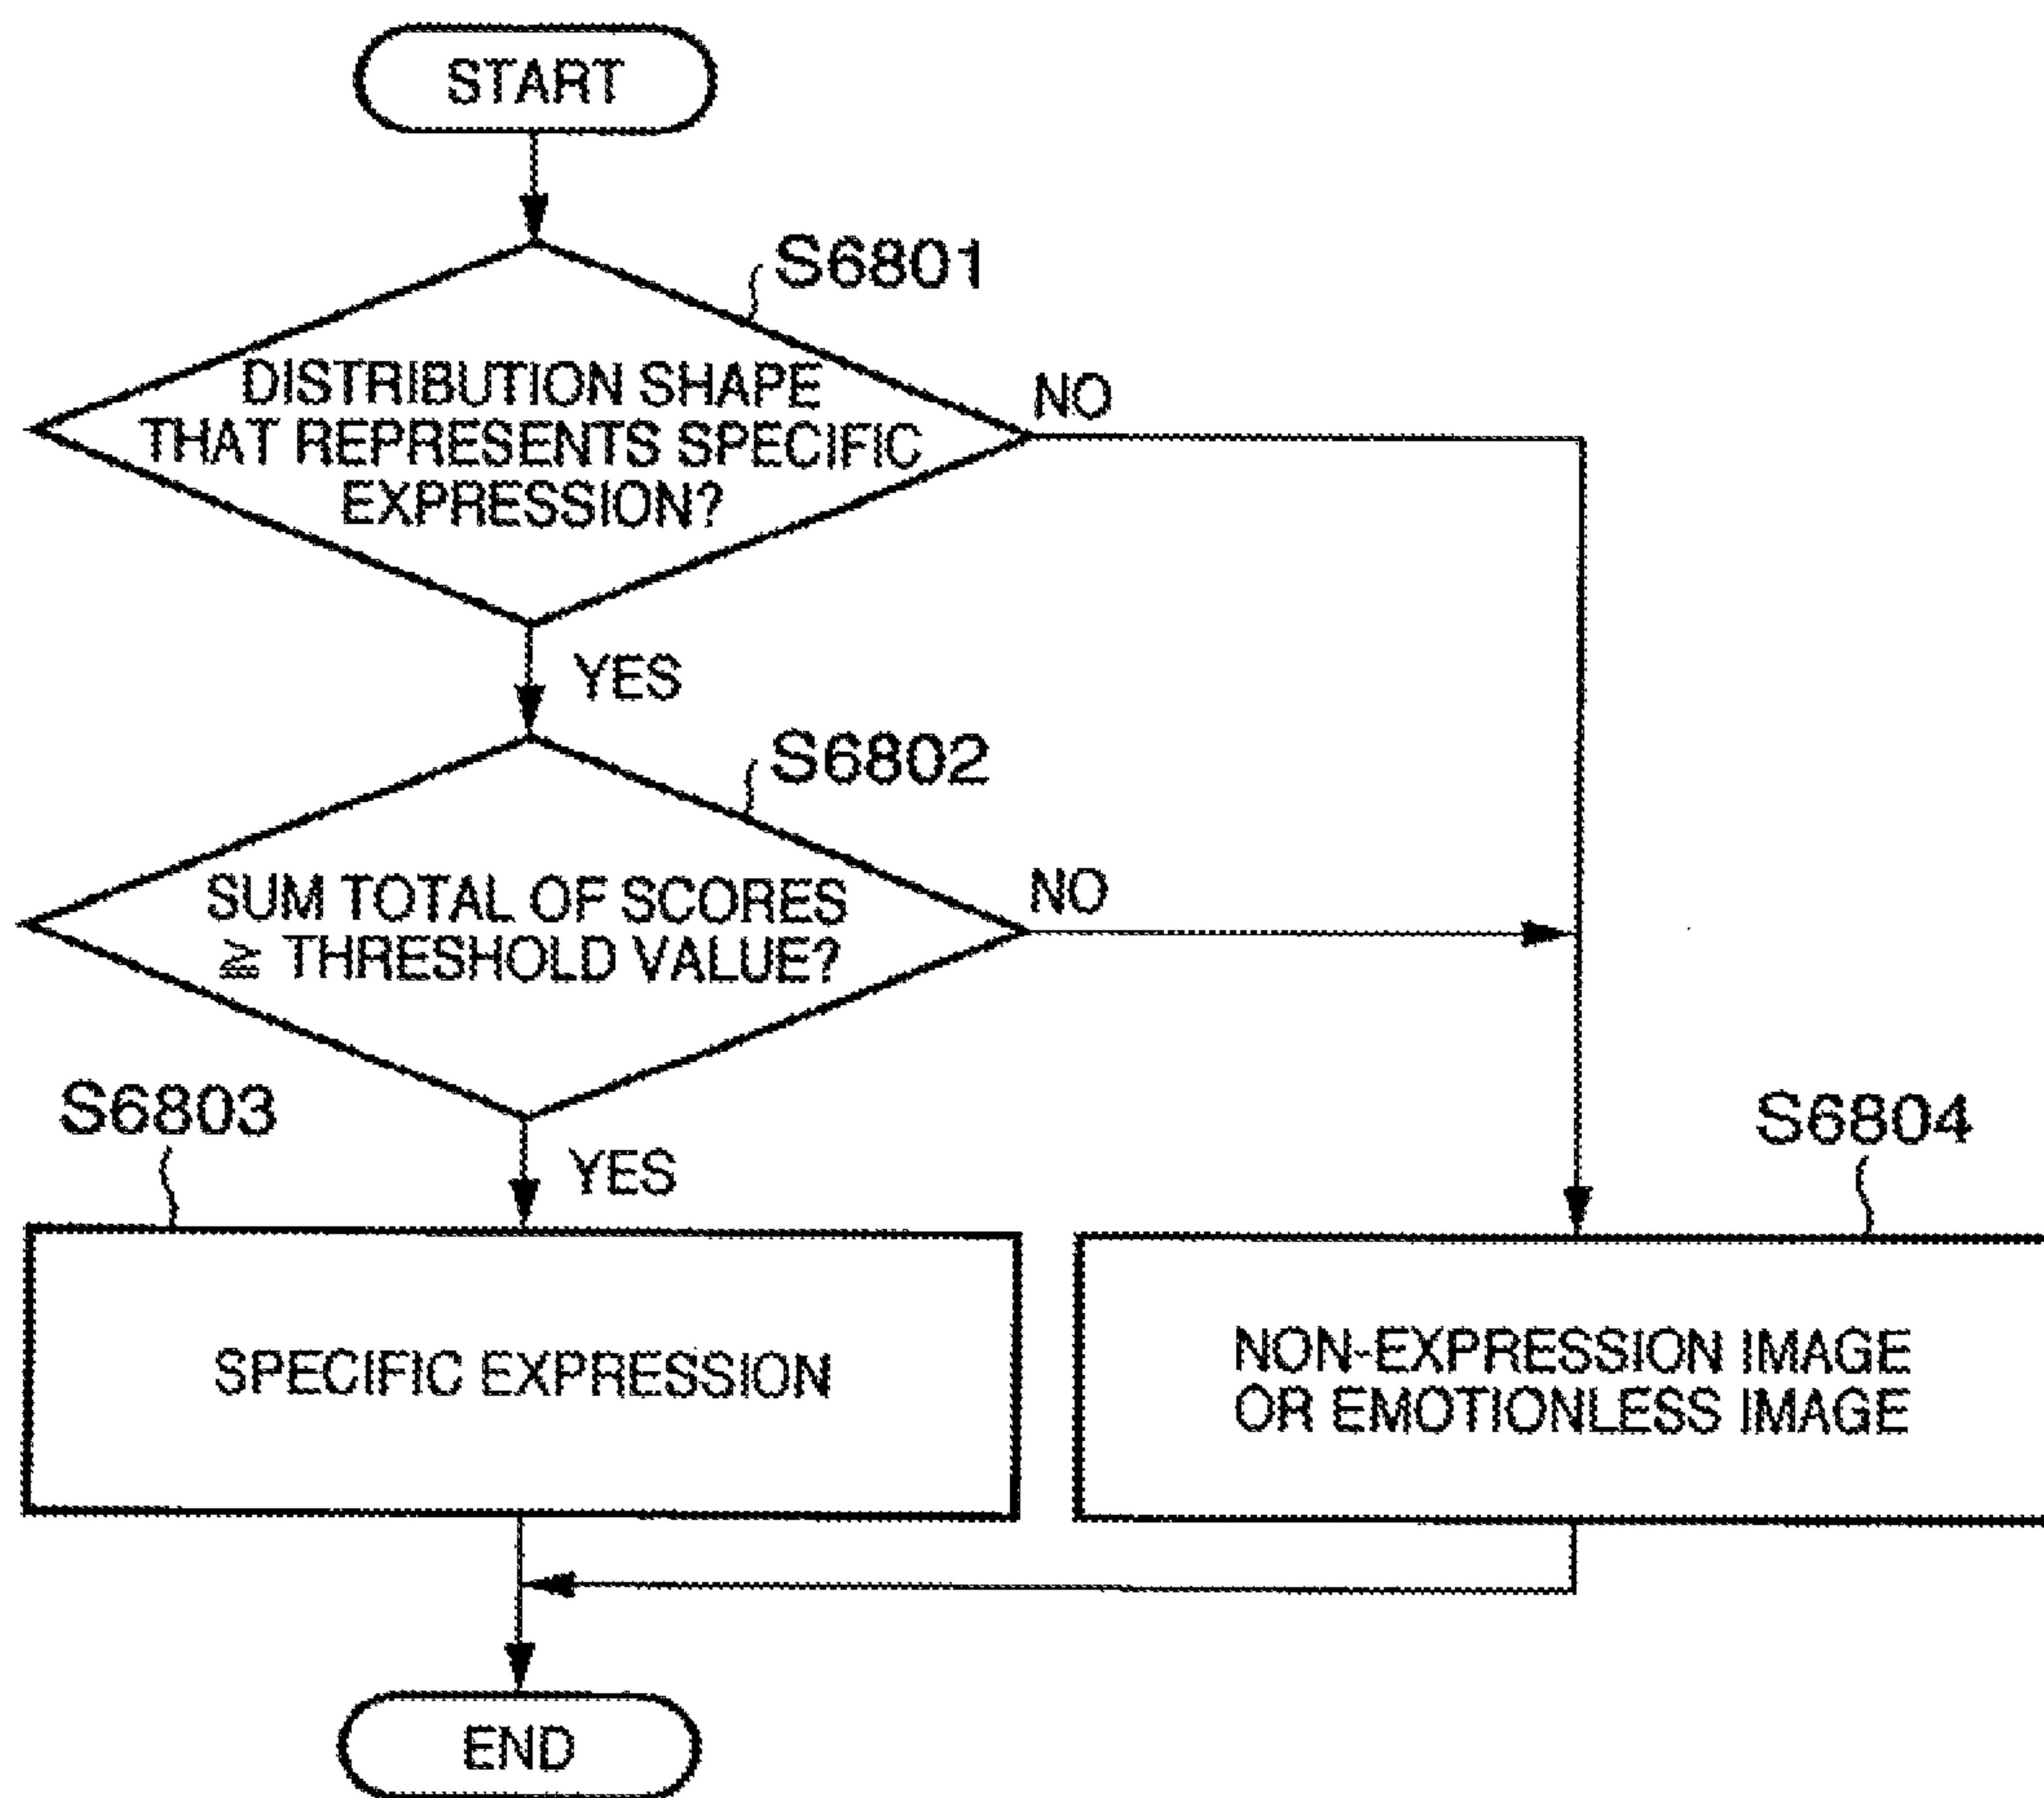 START
S6801
DISTRIBUTION SHAPE
THAT REPRESENTS SPECIFIC
EXPRESSION?
NO
YES
S6802
SUM TOTAL OF SCORES
≧ THRESHOLD VALUE?
NO
YES
S6803
SPECIFIC EXPRESSION
S6804
NON-EXPRESSION IMAGE
OR EMOTIONLESS IMAGE
END